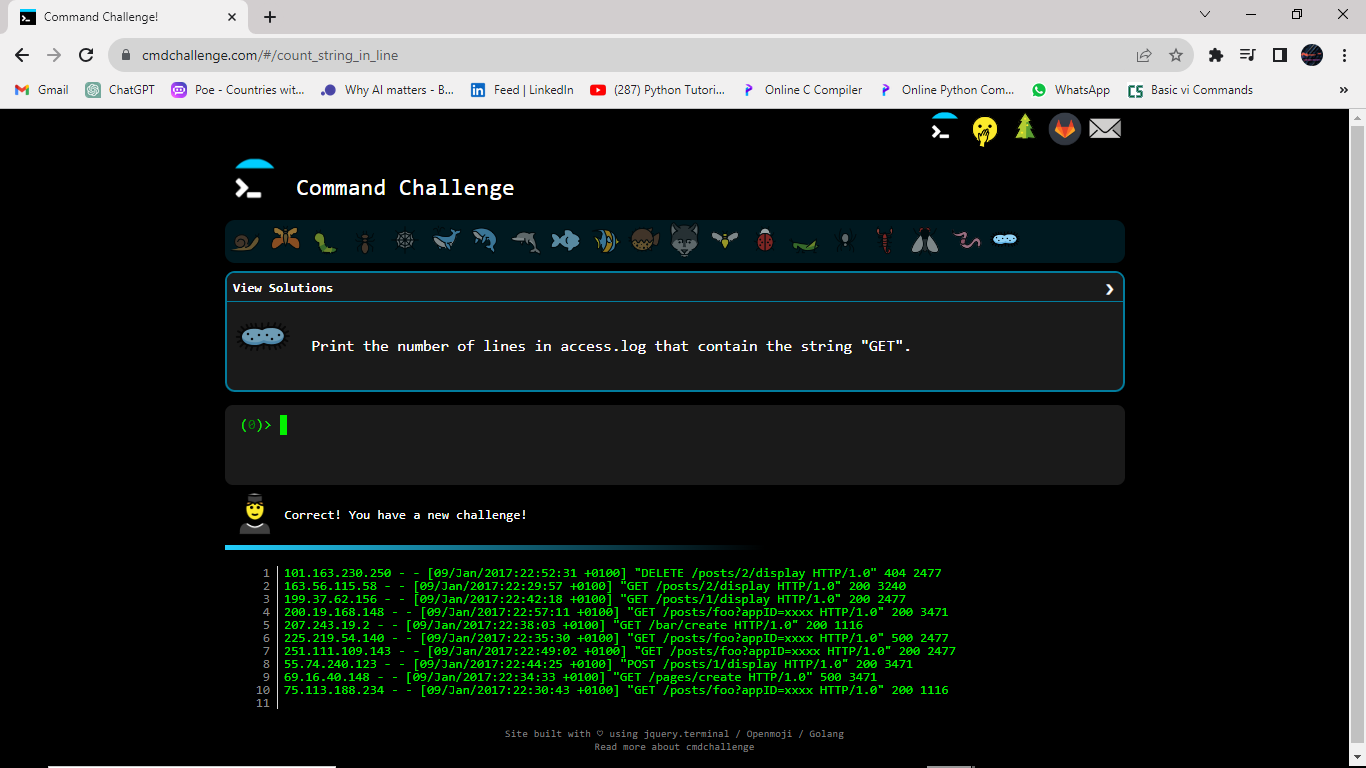 Command Challenge!
cmdchallenge.com/#/count_string_in_line
Gmail ChatGPT Poe - Countries wit... Why AI matters - B... Feed | LinkedIn (287) Python Tutori... Online C Compiler Online Python Com... WhatsApp Basic vi Commands »
Command Challenge
View Solutions
Print the number of lines in access.log that contain the string "GET".
(0)>
Correct! You have a new challenge!
1 101.163.230.250 - - [09/Jan/2017:22:52:31 +0100] "DELETE /posts/2/display HTTP/1.0" 404 2477
2 163.56.115.58 - - [09/Jan/2017:22:29:57 +0100] "GET /posts/2/display HTTP/1.0" 200 3240
3 199.37.62.156 - - [09/Jan/2017:22:42:18 +0100] "GET /posts/1/display HTTP/1.0" 200 2477
4 200.19.168.148 - - [09/Jan/2017:22:57:11 +0100] "GET /posts/foo?appID=xxxx HTTP/1.0" 200 3471
5 207.243.19.2 - - [09/Jan/2017:22:38:03 +0100] "GET /bar/create HTTP/1.0" 200 1116
6 225.219.54.140 - - [09/Jan/2017:22:35:30 +0100] "GET /posts/foo?appID=xxxx HTTP/1.0" 500 2477
7 251.111.109.143 - - [09/Jan/2017:22:49:02 +0100] "GET /posts/foo?appID=xxxx HTTP/1.0" 200 2477
8 55.74.240.123 - - [09/Jan/2017:22:44:25 +0100] "POST /posts/1/display HTTP/1.0" 200 3471
9 69.16.40.148 - - [09/Jan/2017:22:34:33 +0100] "GET /pages/create HTTP/1.0" 500 3471
10 75.113.188.234 - - [09/Jan/2017:22:30:43 +0100] "GET /posts/foo?appID=xxxx HTTP/1.0" 200 1116
11
Site built with ♡ using jquery.terminal / Openmoji / Golang
Read more about cmdchallenge